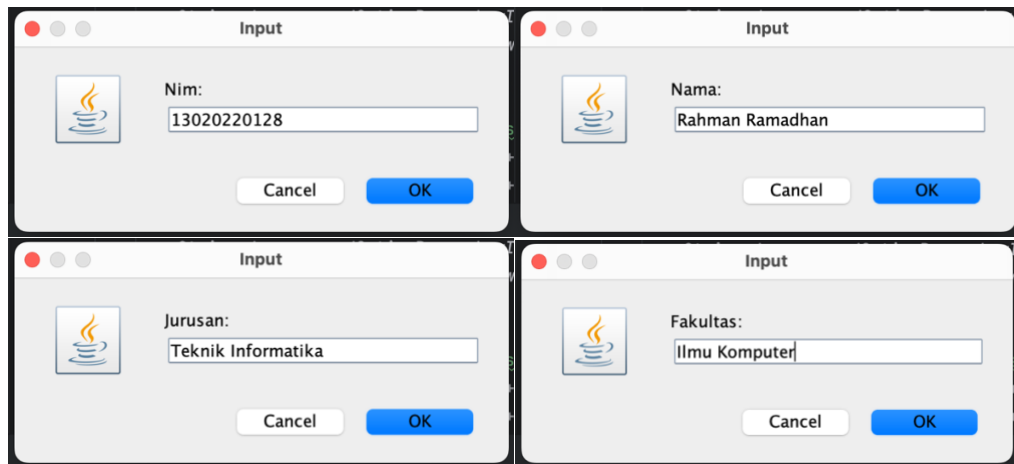 Input
Nim:
13020220128
Cancel
OK
Input
Nama:
Rahman Ramadhan
Cancel
OK
Input
Jurusan:
Teknik Informatika
Cancel
OK
Input
Fakultas:
Ilmu Komputer
Cancel
OK